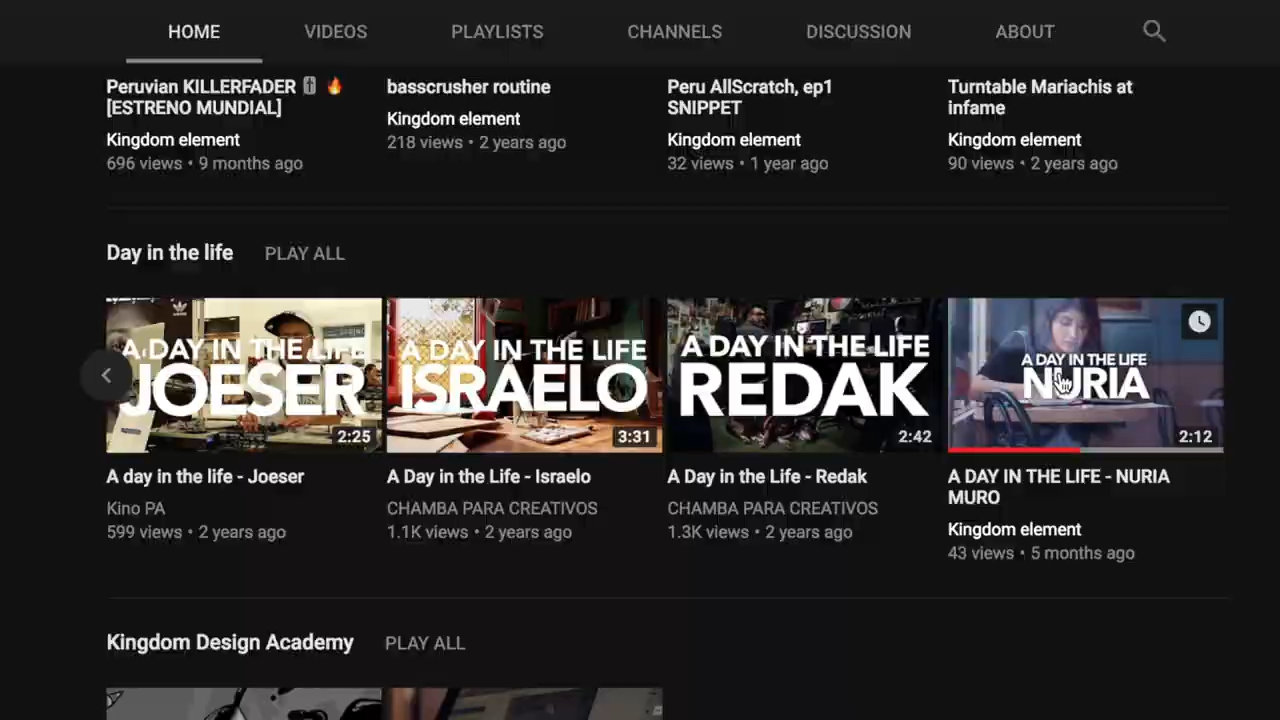 HOME VIDEOS PLAYLISTS CHANNELS DISCUSSION ABOUT
Peruvian KILLERFADER 🎚 🔥
[ESTRENO MUNDIAL]
Kingdom element
696 views • 9 months ago
basscrusher routine
Kingdom element
218 views • 2 years ago
Peru AllScratch, ep1
SNIPPET
Kingdom element
32 views • 1 year ago
Turntable Mariachis at
infame
Kingdom element
90 views • 2 years ago
Day in the life PLAY ALL
A DAY IN THE LIFE
JOESER
2:25
A day in the life - Joeser
Kino PA
599 views • 2 years ago
A DAY IN THE LIFE
ISRAELO
3:31
A Day in the Life - Israelo
CHAMBA PARA CREATIVOS
1.1K views • 2 years ago
A DAY IN THE LIFE
REDAK
2:42
A Day in the Life - Redak
CHAMBA PARA CREATIVOS
1.3K views • 2 years ago
A DAY IN THE LIFE
NURIA
2:12
A DAY IN THE LIFE - NURIA
MURO
Kingdom element
43 views • 5 months ago
Kingdom Design Academy PLAY ALL